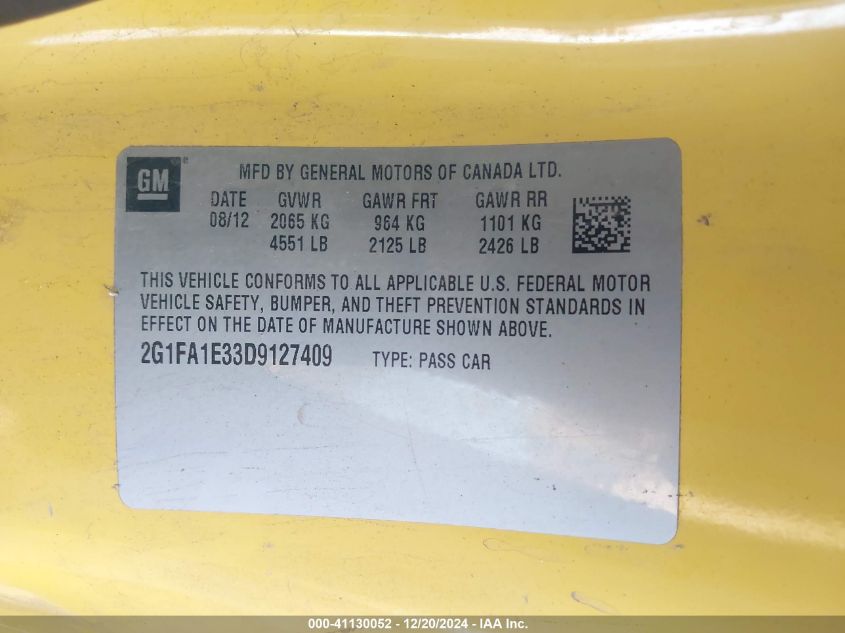 GM®
MFD BY GENERAL MOTORS OF CANADA LTD.
DATE GVWR GAWR FRT GAWR RR
08/12 2065 KG 964 KG 1101 KG
4551 LB 2125 LB 2426 LB
THIS VEHICLE CONFORMS TO ALL APPLICABLE U.S. FEDERAL MOTOR
VEHICLE SAFETY, BUMPER, AND THEFT PREVENTION STANDARDS IN
EFFECT ON THE DATE OF MANUFACTURE SHOWN ABOVE.
2G1FA1E33D9127409 TYPE: PASS CAR
000-41130052 - 12/20/2024 - IAA Inc.